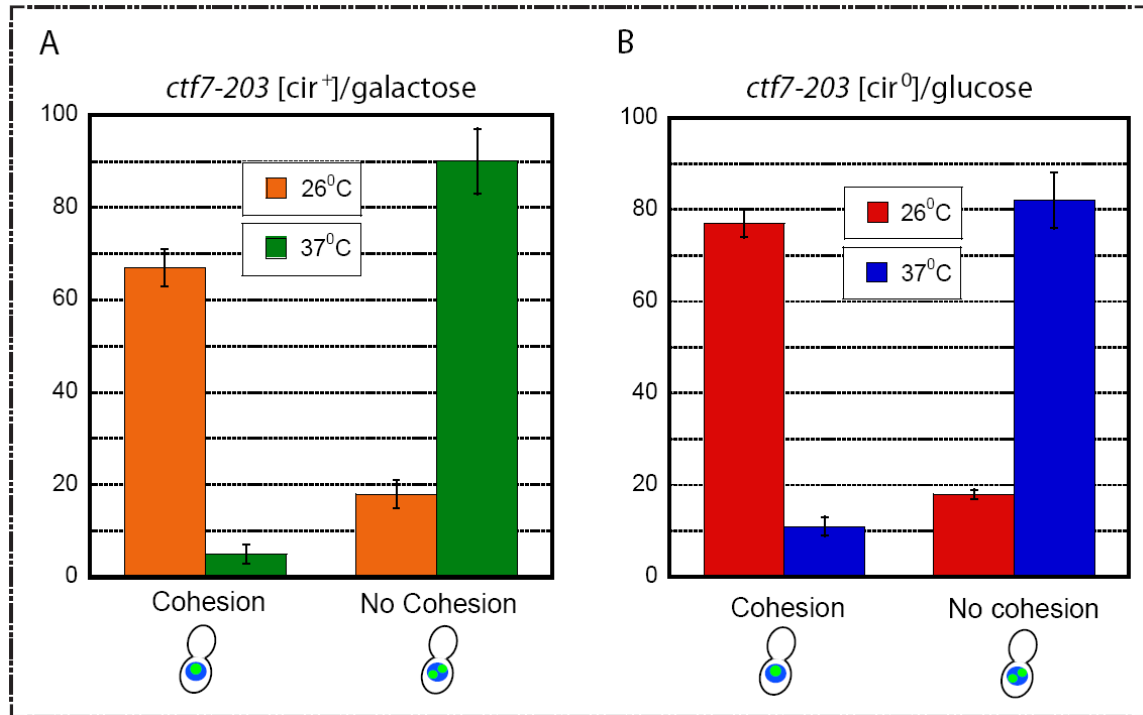 A
ctf7-203 [cir⁺]/galactose
100
80
60
40
20
0
26⁰C
37⁰C
Cohesion
No Cohesion
B
ctf7-203 [cir⁰]/glucose
100
80
60
40
20
0
26⁰C
37⁰C
Cohesion
No cohesion